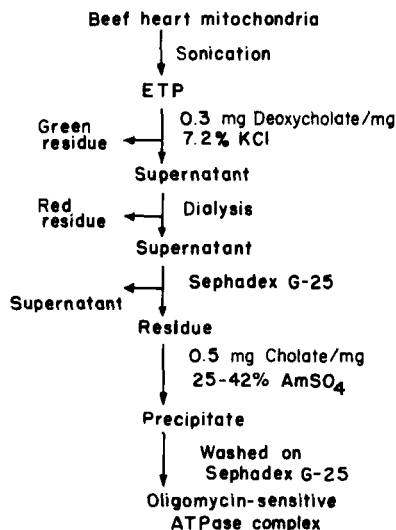 Beef heart mitochondria
Sonication
ETP
0.3 mg Deoxycholate/mg
7.2% KCl
Green
residue
Supernatant
Red
residue
Dialysis
Supernatant
Sephadex G-25
Supernatant
Residue
0.5 mg Cholate/mg
25-42% AmSO4
Precipitate
Washed on
Sephadex G-25
Oligomycin-sensitive
ATPase complex